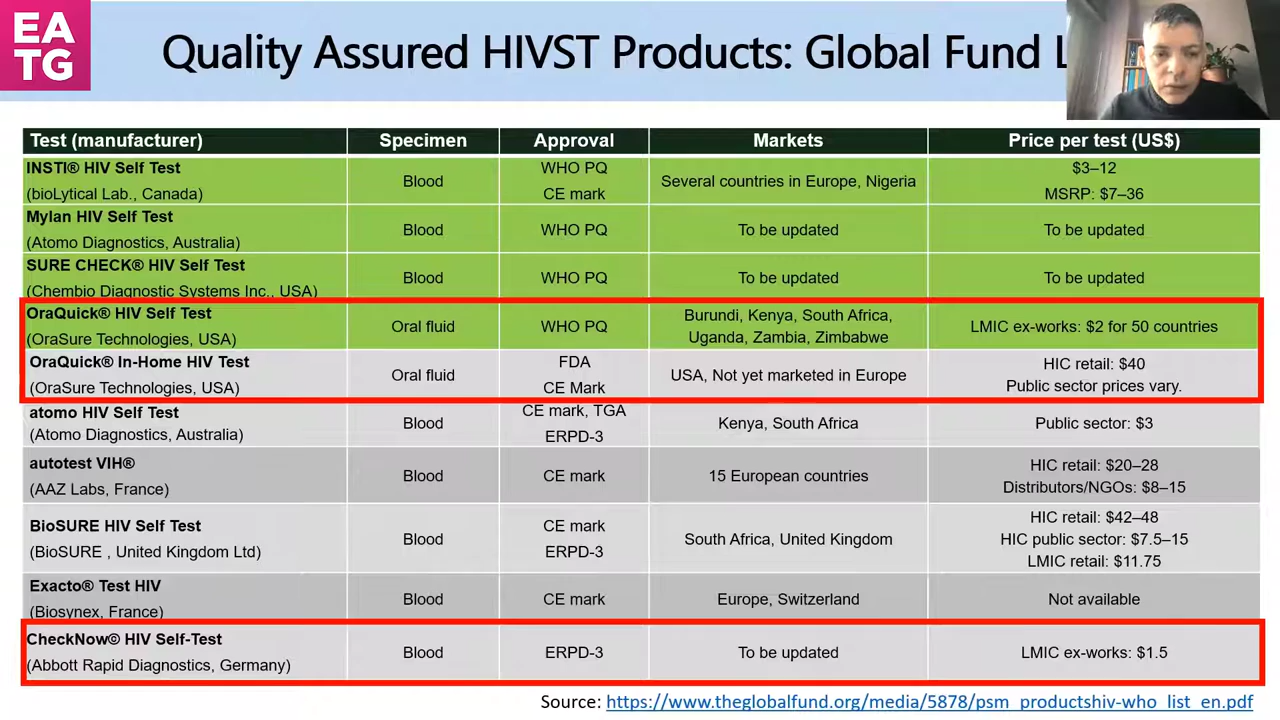 EA
TG
Quality Assured HIVST Products: Global Fund
Test (manufacturer) Specimen Approval Markets Price per test (US$)
INSTI® HIV Self Test
(bioLytical Lab., Canada)
Blood
WHO PQ
CE mark
Several countries in Europe, Nigeria
$3–12
MSRP: $7–36
Mylan HIV Self Test
(Atomo Diagnostics, Australia)
Blood
WHO PQ
To be updated
To be updated
SURE CHECK® HIV Self Test
(Chembio Diagnostic Systems Inc., USA)
Blood
WHO PQ
To be updated
To be updated
OraQuick® HIV Self Test
(OraSure Technologies, USA)
Oral fluid
WHO PQ
Burundi, Kenya, South Africa,
Uganda, Zambia, Zimbabwe
LMIC ex-works: $2 for 50 countries
OraQuick® In-Home HIV Test
(OraSure Technologies, USA)
Oral fluid
FDA
CE Mark
USA, Not yet marketed in Europe
HIC retail: $40
Public sector prices vary.
atomo HIV Self Test
(Atomo Diagnostics, Australia)
Blood
CE mark, TGA
ERPD-3
Kenya, South Africa
Public sector: $3
autotest VIH®
(AAZ Labs, France)
Blood
CE mark
15 European countries
HIC retail: $20–28
Distributors/NGOs: $8–15
BioSURE HIV Self Test
(BioSURE , United Kingdom Ltd)
Blood
CE mark
ERPD-3
South Africa, United Kingdom
HIC retail: $42–48
HIC public sector: $7.5–15
LMIC retail: $11.75
Exacto® Test HIV
(Biosynex, France)
Blood
CE mark
Europe, Switzerland
Not available
CheckNow© HIV Self-Test
(Abbott Rapid Diagnostics, Germany)
Blood
ERPD-3
To be updated
LMIC ex-works: $1.5
Source: https://www.theglobalfund.org/media/5878/psm_productshiv-who_list_en.pdf